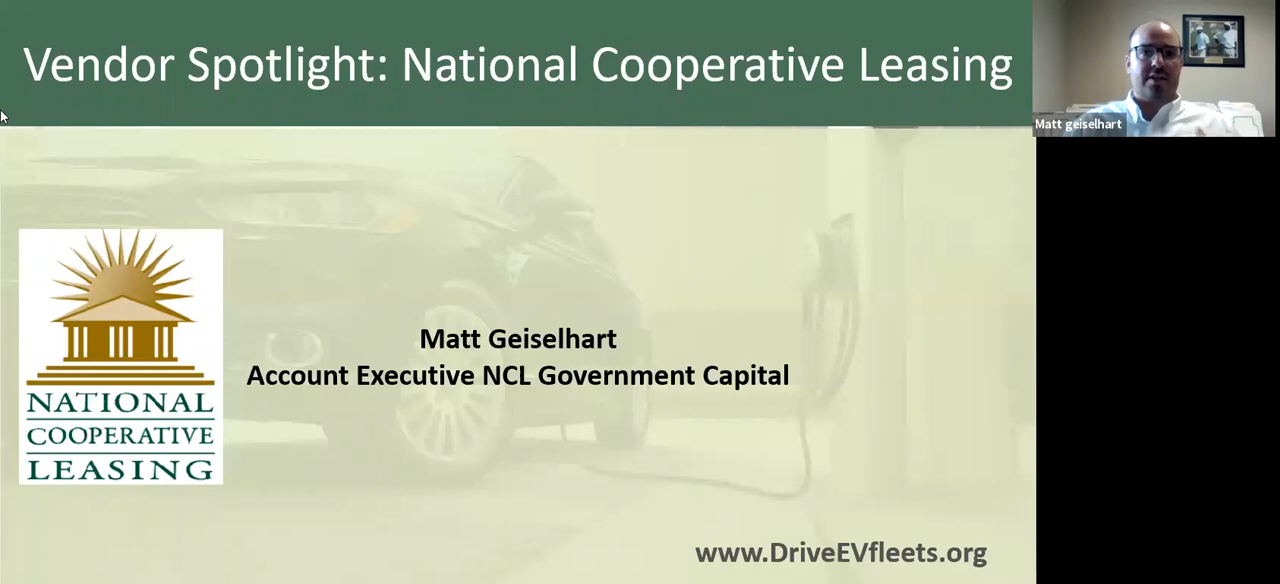 Vendor Spotlight: National Cooperative Leasing
Matt geiselhart
NATIONAL
COOPERATIVE
LEASING
Matt Geiselhart
Account Executive NCL Government Capital
www.DriveEVfleets.org